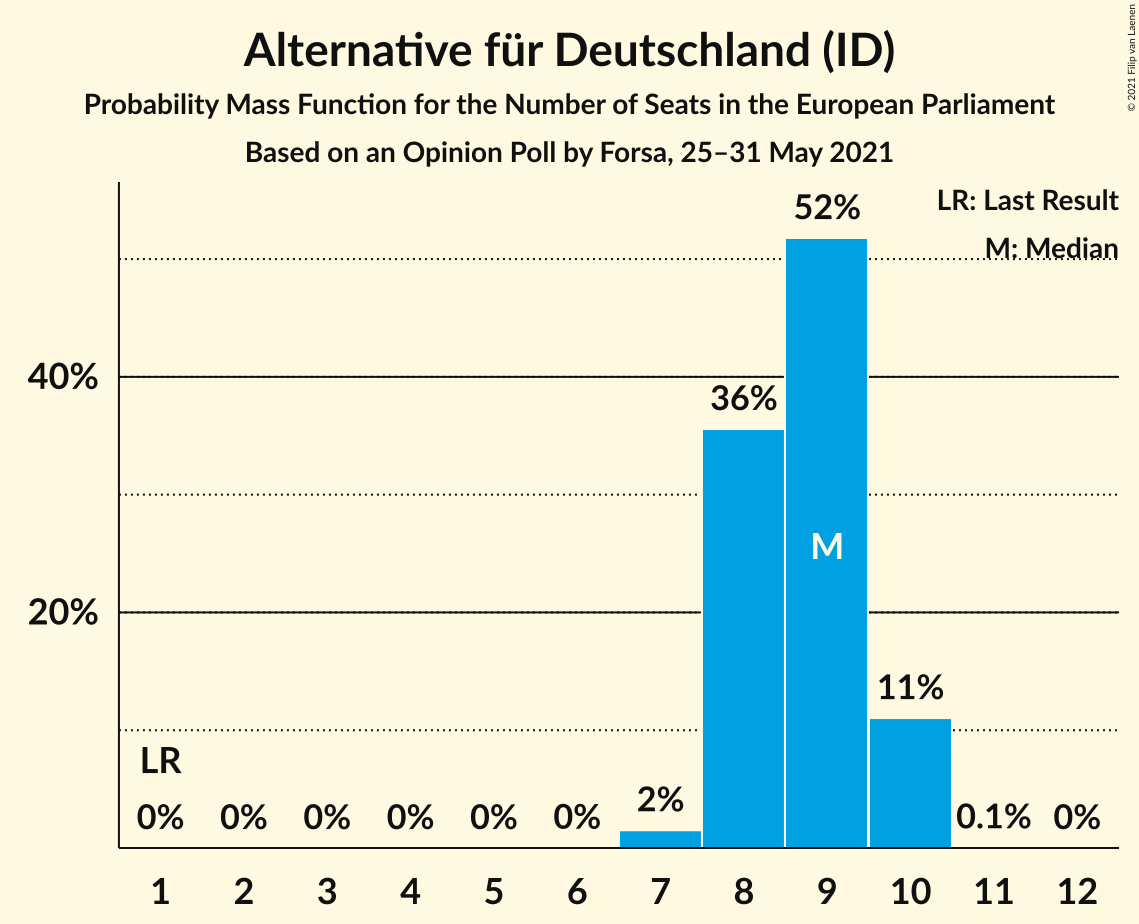 Alternative für Deutschland (ID)
Probability Mass Function for the Number of Seats in the European Parliament
Based on an Opinion Poll by Forsa, 25–31 May 2021
© 2021 Filip van Laenen
LR: Last Result
M: Median
52%
40%
36%
M
20%
11%
LR
0% 0% 0% 0% 0% 0% 2% 0.1% 0%
1 2 3 4 5 6 7 8 9 10 11 12